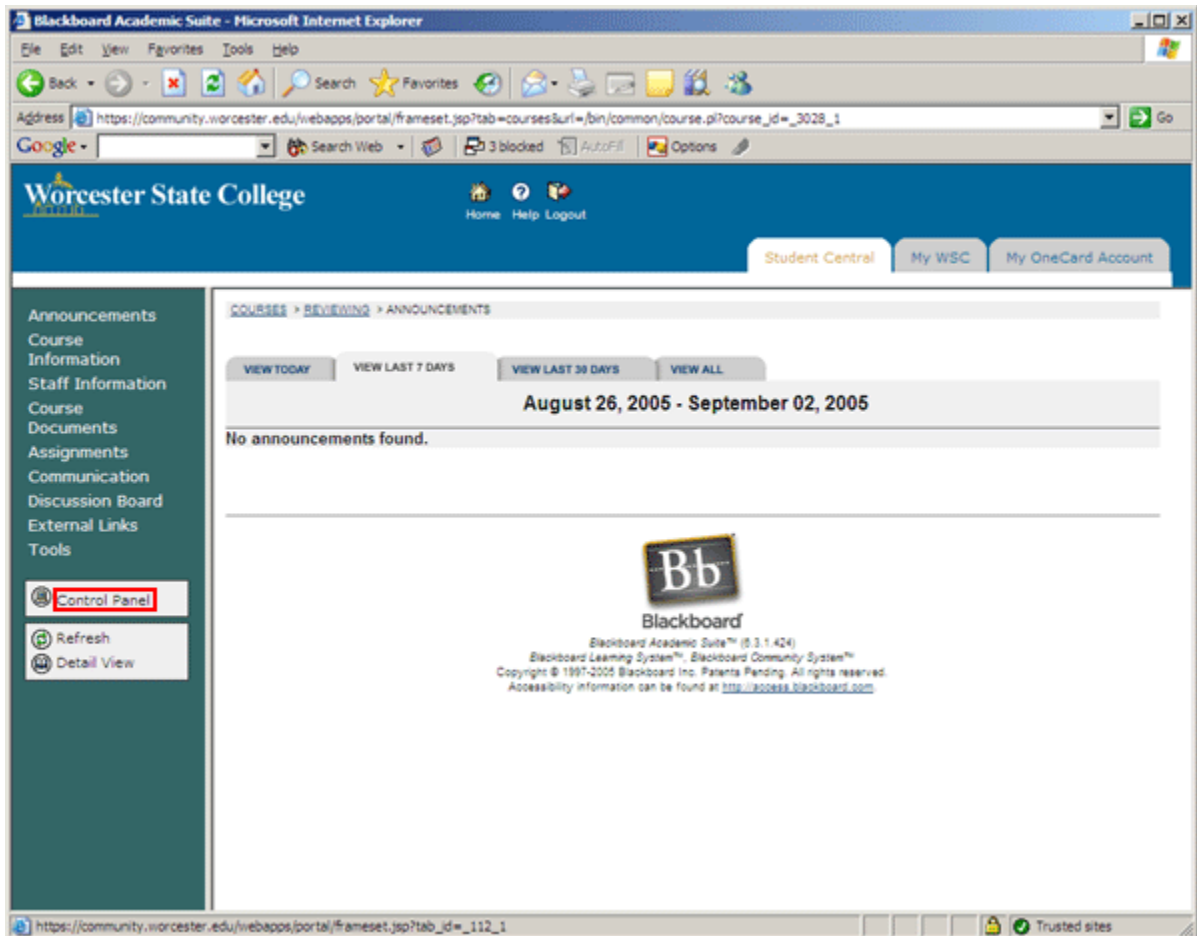 Blackboard Academic Suite - Microsoft Internet Explorer
File Edit View Favorites Tools Help
Back Search Favorites
Address https://community.worcester.edu/webapps/portal/frameset.jsp?tab=courses&url=/bin/common/course.pl?course_id=_3028_1 Go
Google Search Web 3 blocked AutoFill Options
Worcester State College
Home Help Logout
Student Central My WSC My OneCard Account
COURSES > REVIEWING > ANNOUNCEMENTS
VIEW TODAY VIEW LAST 7 DAYS VIEW LAST 30 DAYS VIEW ALL
August 26, 2005 - September 02, 2005
No announcements found.
Announcements
Course
Information
Staff Information
Course
Documents
Assignments
Communication
Discussion Board
External Links
Tools
Control Panel
Refresh
Detail View
Bb
Blackboard
Blackboard Academic Suite™ (6.3.1.424)
Blackboard Learning System™, Blackboard Community System™
Copyright © 1997-2005 Blackboard Inc. Patents Pending. All rights reserved.
Accessibility information can be found at http://access.blackboard.com.
https://community.worcester.edu/webapps/portal/frameset.jsp?tab_id=_112_1 Trusted sites